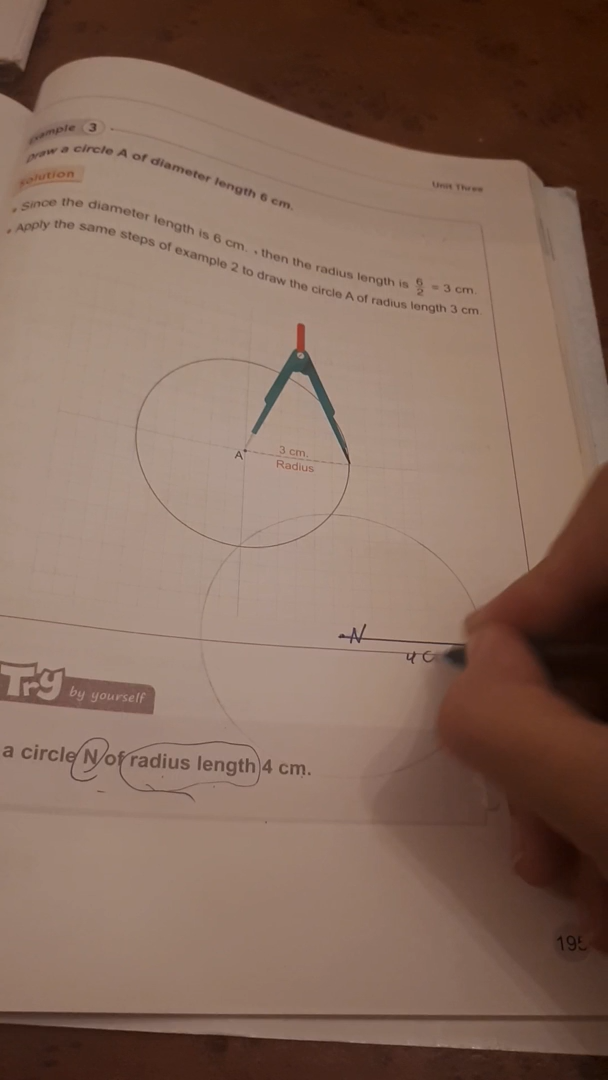 Example 3
Unit Three
Draw a circle A of diameter length 6 cm.
Solution
• Since the diameter length is 6 cm. , then the radius length is 6/2 = 3 cm.
• Apply the same steps of example 2 to draw the circle A of radius length 3 cm.
A
3 cm.
Radius
N
4 C
Try by yourself
a circle N of radius length 4 cm.